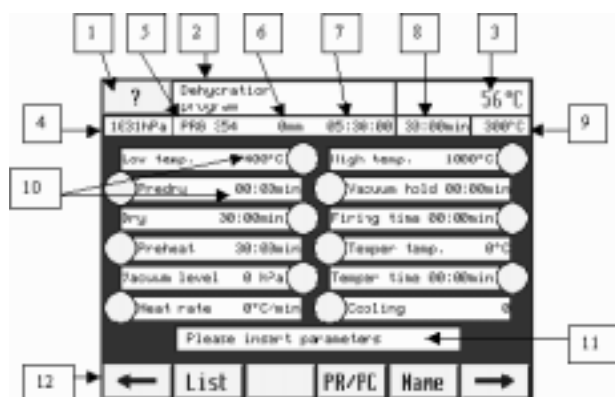 1 5 2 6 7 8 3
? Dehydration program 56°C
4 1031hPa PRG 354 0mm 05:30:00 30:00min 300°C 9
Low temp. 400°C High temp. 1000°C
10 Predry 00:00min Vacuum hold 00:00min
Dry 30:00min Firing time 00:00min
Preheat 30:00min Temper temp. 0°C
Vacuum level 0 hPa Temper time 00:00min
Heat rate 0°C/min Cooling 0
Please insert parameters 11
12 List PR/PC Name